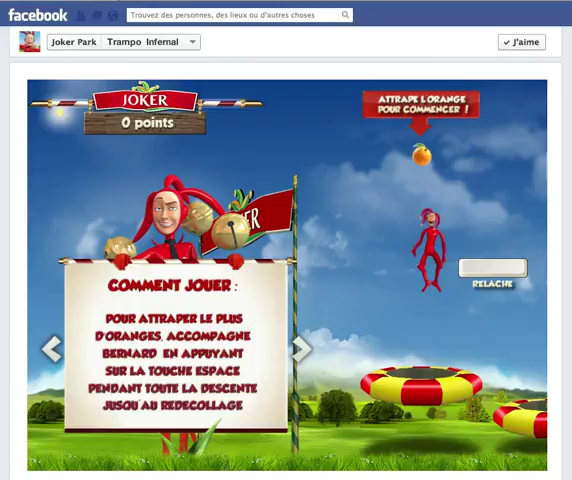 facebook
Trouvez des personnes, des lieux ou d'autres choses
Joker Park
Trampo Infernal
J'aime
JOKER
0 points
ATTRAPE L'ORANGE
POUR COMMENCER !
COMMENT JOUER :
POUR ATTRAPER LE PLUS
D'ORANGES, ACCOMPAGNE
BERNARD EN APPUYANT
SUR LA TOUCHE ESPACE
PENDANT TOUTE LA DESCENTE
JUSQU'AU REDECOLLAGE
RELACHE